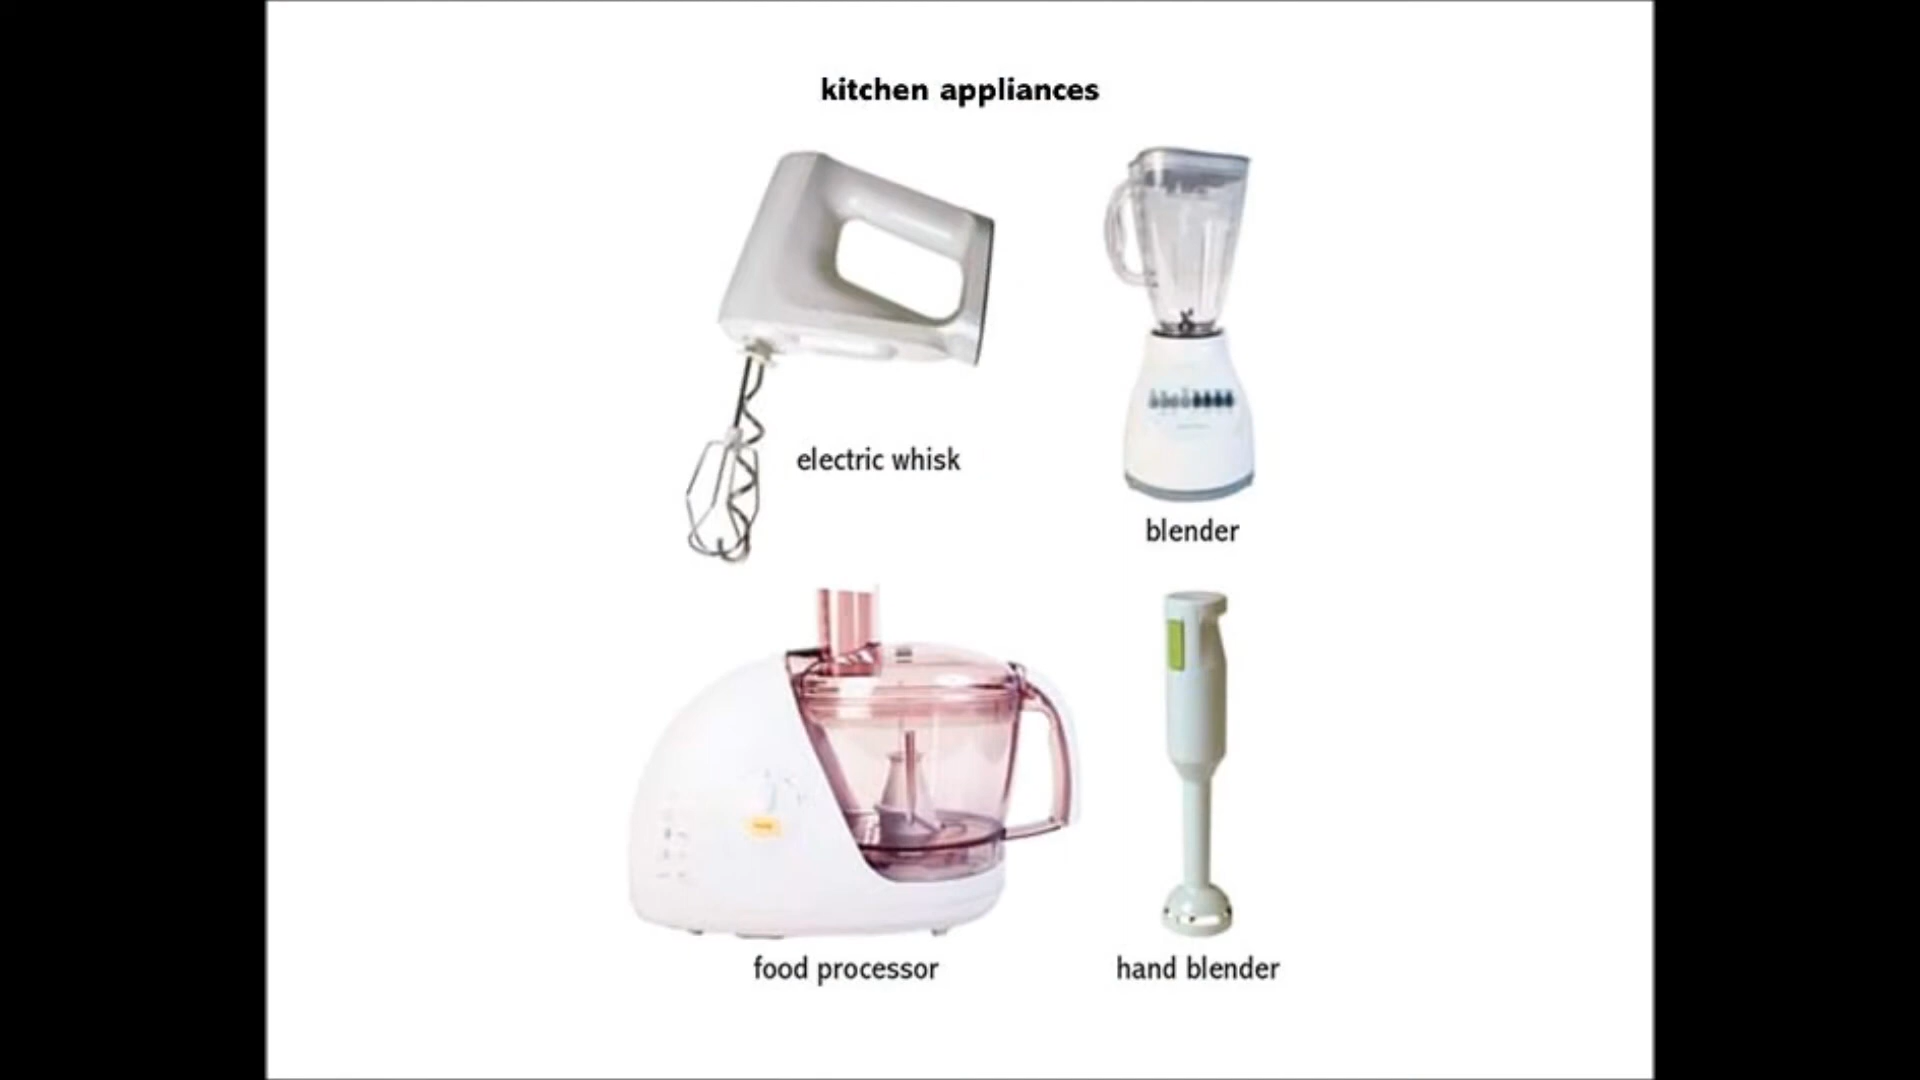 kitchen appliances
electric whisk
blender
food processor
hand blender